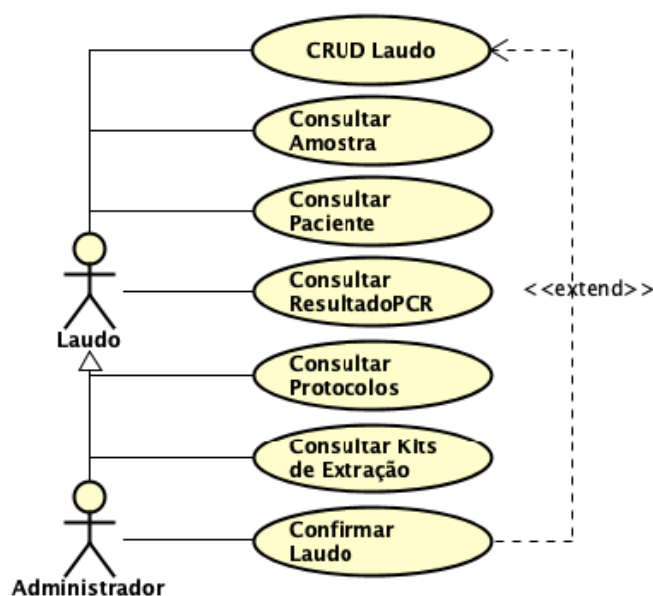 CRUD Laudo
Consultar
Amostra
Consultar
Paciente
Consultar
ResultadoPCR
<<extend>>
Laudo
Consultar
Protocolos
Consultar Kits
de Extração
Confirmar
Laudo
Administrador